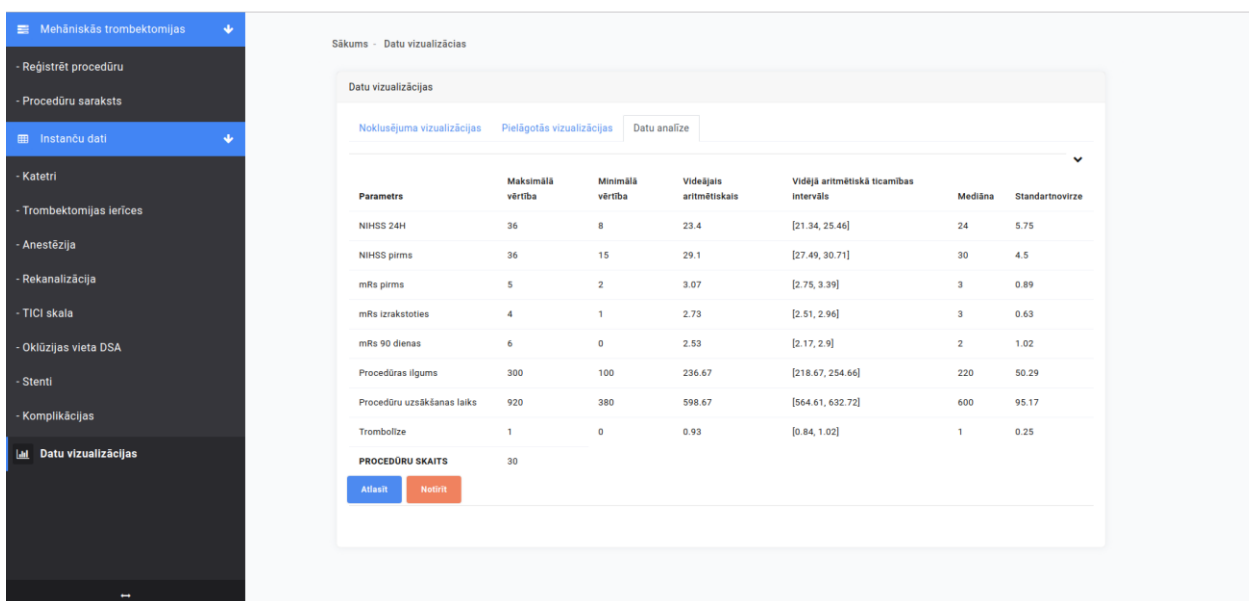 Mehāniskās trombektomijas
- Reģistrēt procedūru
- Procedūru saraksts
Instanču dati
- Katetri
- Trombektomijas ierīces
- Anestēzija
- Rekanalizācija
- TICI skala
- Oklūzijas vieta DSA
- Stenti
- Komplikācijas
Datu vizualizācijas
Sākums - Datu vizualizācias
Datu vizualizācijas
Noklusējuma vizualizācijas Pielāgotās vizualizācijas Datu analīze
Parametrs Maksimālā vērtība Minimālā vērtība Videājais aritmētiskais Vidējā aritmētiskā ticamības intervāls Mediāna Standartnovirze
NIHSS 24H 36 8 23.4 [21.34, 25.46] 24 5.75
NIHSS pirms 36 15 29.1 [27.49, 30.71] 30 4.5
mRs pirms 5 2 3.07 [2.75, 3.39] 3 0.89
mRs izrakstoties 4 1 2.73 [2.51, 2.96] 3 0.63
mRs 90 dienas 6 0 2.53 [2.17, 2.9] 2 1.02
Procedūras ilgums 300 100 236.67 [218.67, 254.66] 220 50.29
Procedūru uzsākšanas laiks 920 380 598.67 [564.61, 632.72] 600 95.17
Trombolīze 1 0 0.93 [0.84, 1.02] 1 0.25
PROCEDŪRU SKAITS 30
Atlasīt Notīrīt